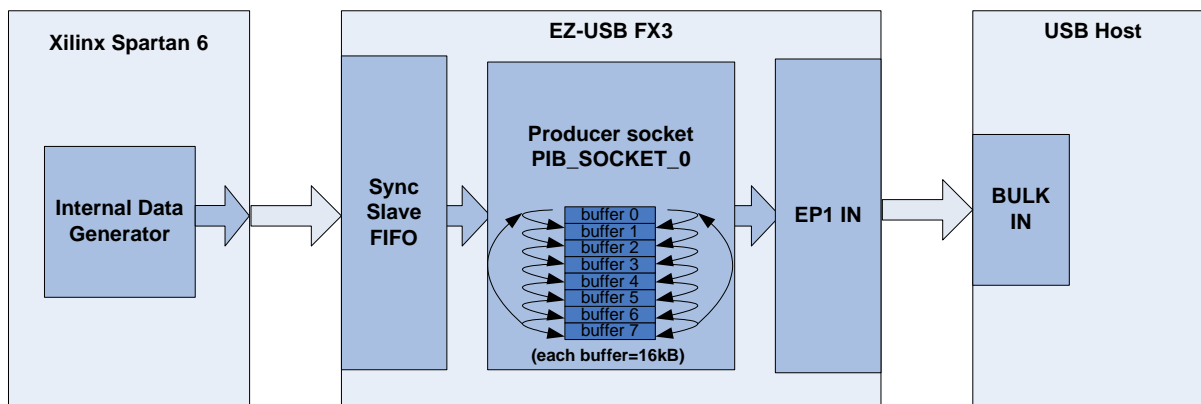 Xilinx Spartan 6
Internal Data
Generator
EZ-USB FX3
Sync
Slave
FIFO
Producer socket
PIB_SOCKET_0
buffer 0
buffer 1
buffer 2
buffer 3
buffer 4
buffer 5
buffer 6
buffer 7
(each buffer=16kB)
EP1 IN
USB Host
BULK
IN